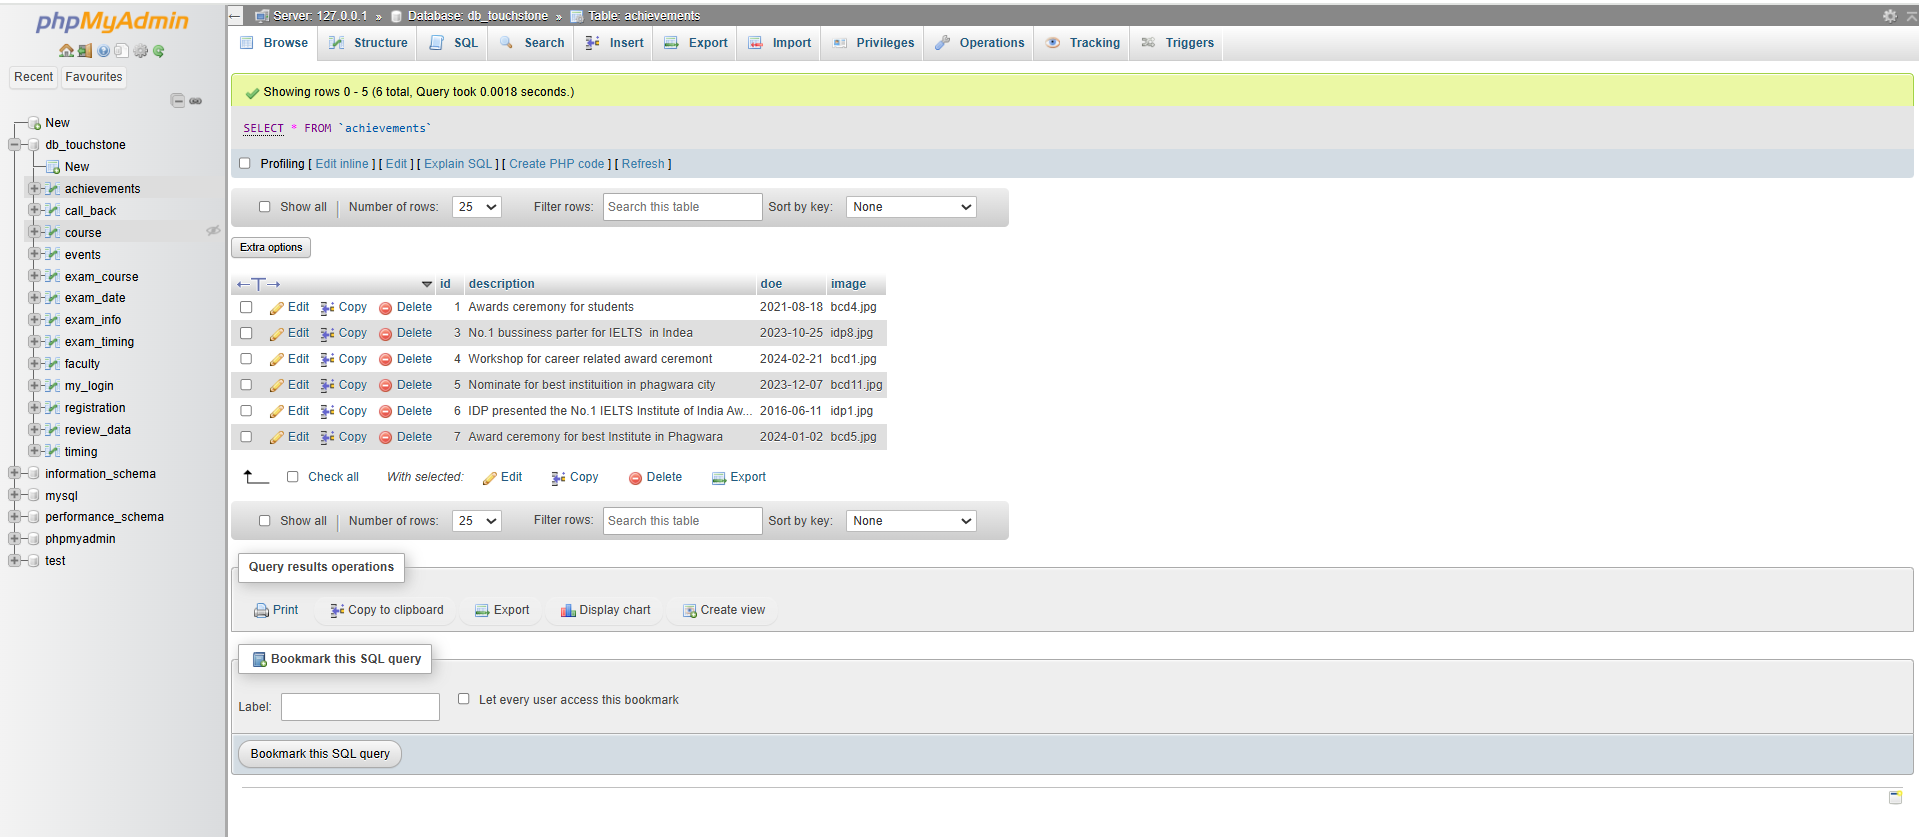 phpMyAdmin
Recent Favourites
New
db_touchstone
New
achievements
call_back
course
events
exam_course
exam_date
exam_info
exam_timing
faculty
my_login
registration
review_data
timing
information_schema
mysql
performance_schema
phpmyadmin
test
Server: 127.0.0.1 » Database: db_touchstone » Table: achievements
Browse Structure SQL Search Insert Export Import Privileges Operations Tracking Triggers
Showing rows 0 - 5 (6 total, Query took 0.0018 seconds.)
SELECT * FROM `achievements`
Profiling [ Edit inline ] [ Edit ] [ Explain SQL ] [ Create PHP code ] [ Refresh ]
Show all | Number of rows: 25 Filter rows: Search this table Sort by key: None
Extra options
←T→ id description doe image
Edit Copy Delete 1 Awards ceremony for students 2021-08-18 bcd4.jpg
Edit Copy Delete 3 No.1 bussiness parter for IELTS  in Indea 2023-10-25 idp8.jpg
Edit Copy Delete 4 Workshop for career related award ceremont 2024-02-21 bcd1.jpg
Edit Copy Delete 5 Nominate for best instituition in phagwara city 2023-12-07 bcd11.jpg
Edit Copy Delete 6 IDP presented the No.1 IELTS Institute of India Aw... 2016-06-11 idp1.jpg
Edit Copy Delete 7 Award ceremony for best Institute in Phagwara 2024-01-02 bcd5.jpg
Check all With selected: Edit Copy Delete Export
Show all | Number of rows: 25 Filter rows: Search this table Sort by key: None
Query results operations
Print Copy to clipboard Export Display chart Create view
Bookmark this SQL query
Label: Let every user access this bookmark
Bookmark this SQL query